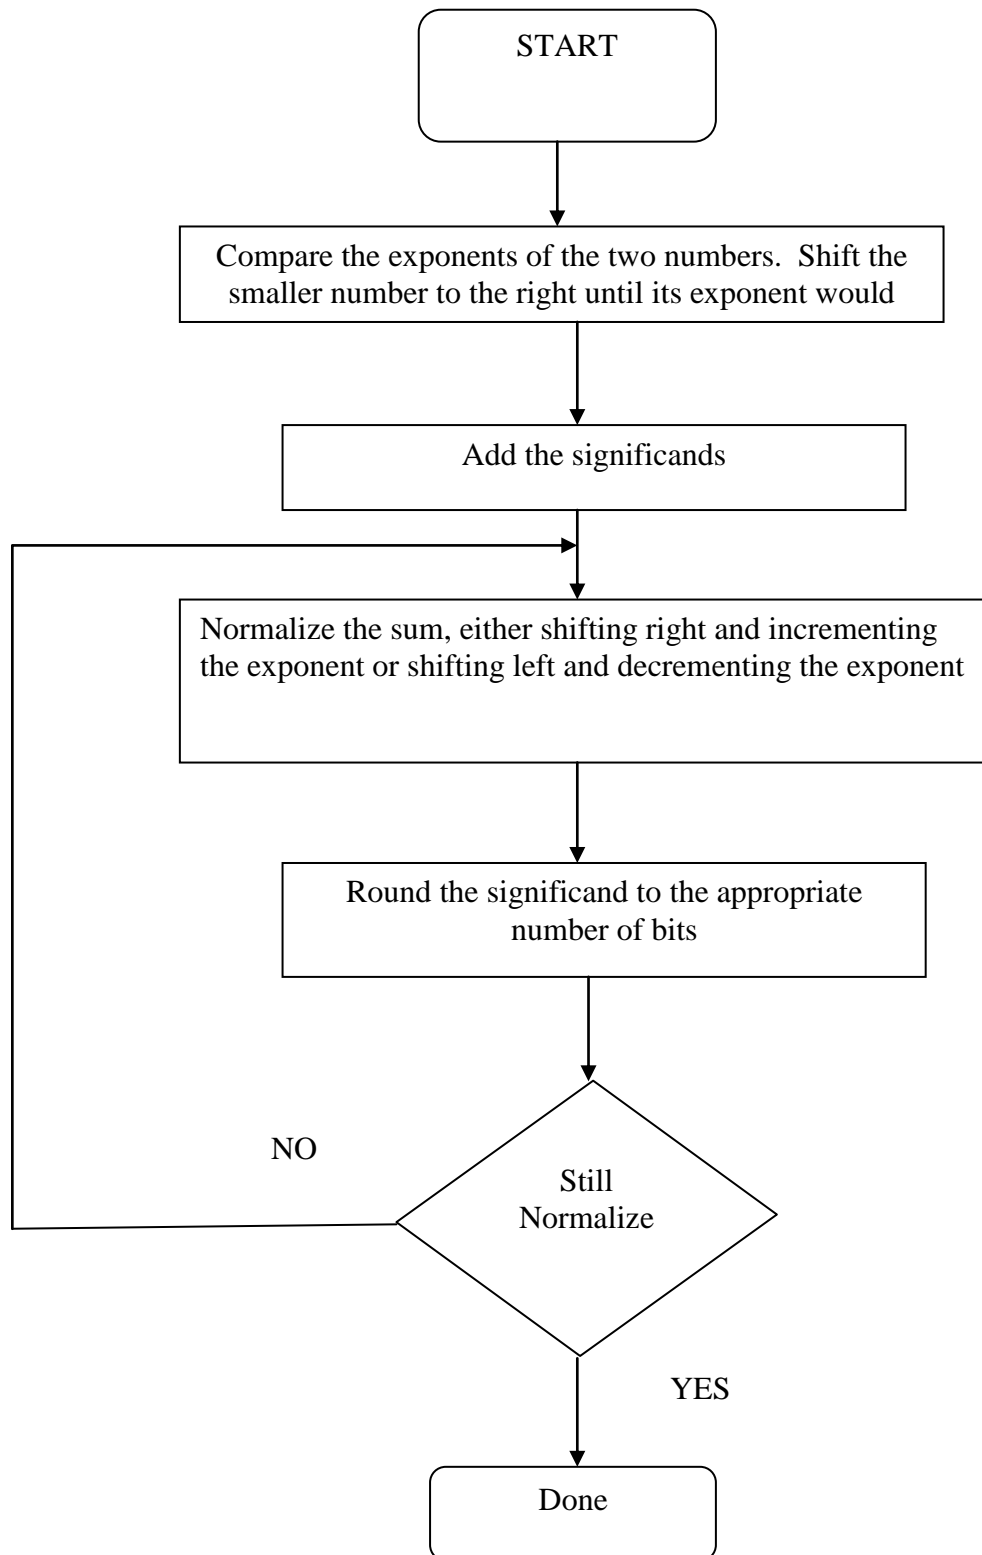 START
Compare the exponents of the two numbers. Shift the
smaller number to the right until its exponent would
Add the significands
Normalize the sum, either shifting right and incrementing
the exponent or shifting left and decrementing the exponent
Round the significand to the appropriate
number of bits
NO
Still
Normalize
YES
Done